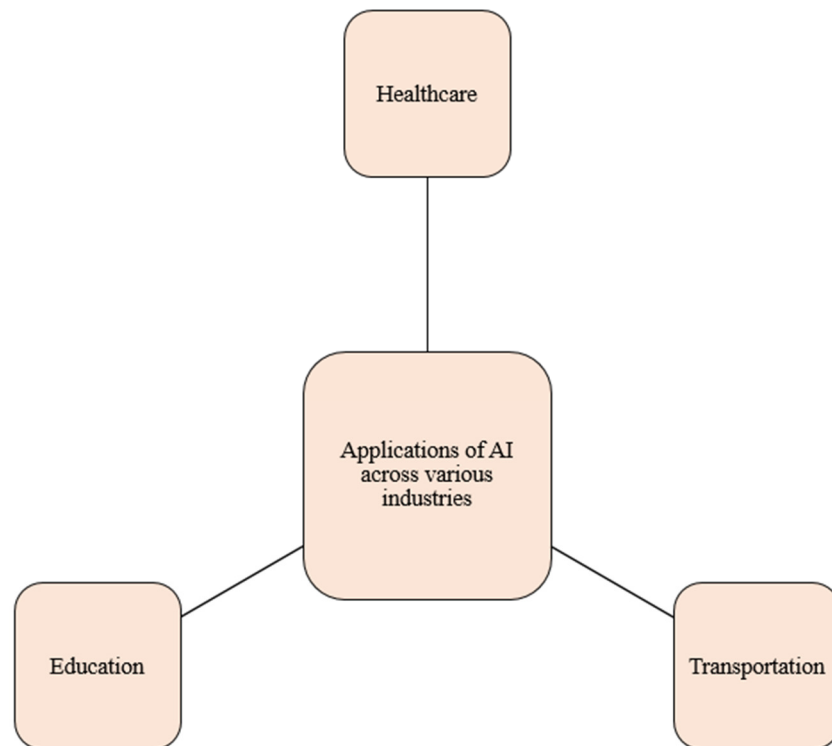 Healthcare
Applications of AI
across various
industries
Education
Transportation